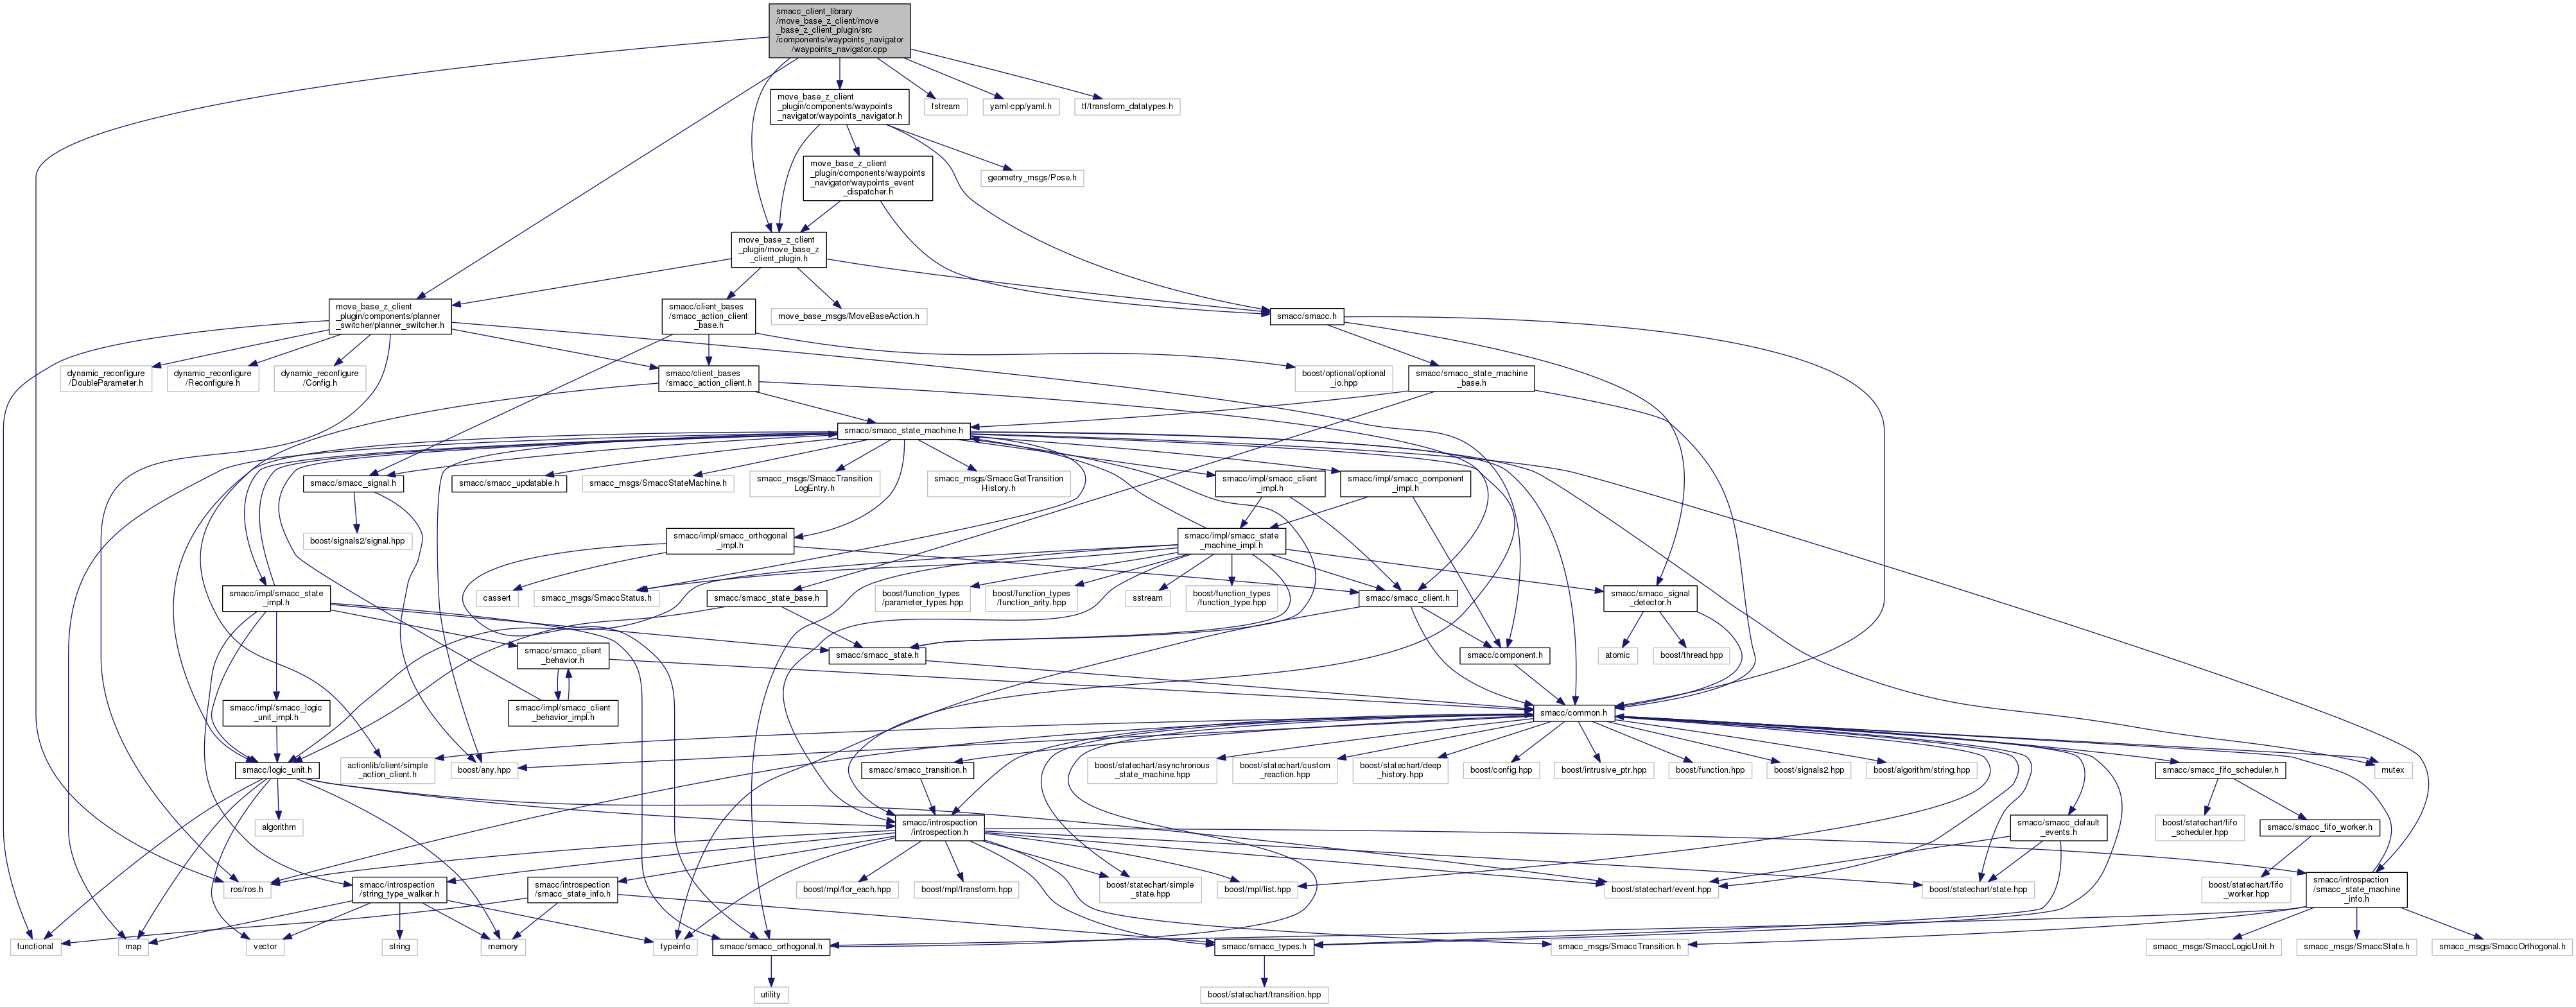 smacc_client_library
/move_base_z_client/move
_base_z_client_plugin/src
/components/waypoints_navigator
/waypoints_navigator.cpp
move_base_z_client
_plugin/components/waypoints
_navigator/waypoints_navigator.h
fstream
yaml-cpp/yaml.h
tf/transform_datatypes.h
move_base_z_client
_plugin/components/waypoints
_navigator/waypoints_event
_dispatcher.h
geometry_msgs/Pose.h
move_base_z_client
_plugin/move_base_z
_client_plugin.h
move_base_z_client
_plugin/components/planner
_switcher/planner_switcher.h
smacc/client_bases
/smacc_action_client
_base.h
move_base_msgs/MoveBaseAction.h
smacc/smacc.h
dynamic_reconfigure
/DoubleParameter.h
dynamic_reconfigure
/Reconfigure.h
dynamic_reconfigure
/Config.h
smacc/client_bases
/smacc_action_client.h
boost/optional/optional
_io.hpp
smacc/smacc_state_machine
_base.h
smacc/smacc_state_machine.h
smacc/smacc_signal.h
smacc/smacc_updatable.h
smacc_msgs/SmaccStateMachine.h
smacc_msgs/SmaccTransition
LogEntry.h
smacc_msgs/SmaccGetTransition
History.h
smacc/impl/smacc_client
_impl.h
smacc/impl/smacc_component
_impl.h
boost/signals2/signal.hpp
smacc/impl/smacc_orthogonal
_impl.h
smacc/impl/smacc_state
_machine_impl.h
smacc/impl/smacc_state
_impl.h
cassert
smacc_msgs/SmaccStatus.h
smacc/smacc_state_base.h
boost/function_types
/parameter_types.hpp
boost/function_types
/function_arity.hpp
sstream
boost/function_types
/function_type.hpp
smacc/smacc_client.h
smacc/smacc_signal
_detector.h
smacc/smacc_client
_behavior.h
smacc/smacc_state.h
smacc/component.h
atomic
boost/thread.hpp
smacc/impl/smacc_logic
_unit_impl.h
smacc/impl/smacc_client
_behavior_impl.h
smacc/common.h
smacc/logic_unit.h
actionlib/client/simple
_action_client.h
boost/any.hpp
smacc/smacc_transition.h
boost/statechart/asynchronous
_state_machine.hpp
boost/statechart/custom
_reaction.hpp
boost/statechart/deep
_history.hpp
boost/config.hpp
boost/intrusive_ptr.hpp
boost/function.hpp
boost/signals2.hpp
boost/algorithm/string.hpp
smacc/smacc_fifo_scheduler.h
mutex
algorithm
smacc/introspection
/introspection.h
smacc/smacc_default
_events.h
boost/statechart/fifo
_scheduler.hpp
smacc/smacc_fifo_worker.h
ros/ros.h
smacc/introspection
/string_type_walker.h
smacc/introspection
/smacc_state_info.h
boost/mpl/for_each.hpp
boost/mpl/transform.hpp
boost/statechart/simple
_state.hpp
boost/mpl/list.hpp
boost/statechart/event.hpp
boost/statechart/state.hpp
boost/statechart/fifo
_worker.hpp
smacc/introspection
/smacc_state_machine
_info.h
functional
map
vector
string
memory
typeinfo
smacc/smacc_orthogonal.h
smacc/smacc_types.h
smacc_msgs/SmaccTransition.h
smacc_msgs/SmaccLogicUnit.h
smacc_msgs/SmaccState.h
smacc_msgs/SmaccOrthogonal.h
utility
boost/statechart/transition.hpp